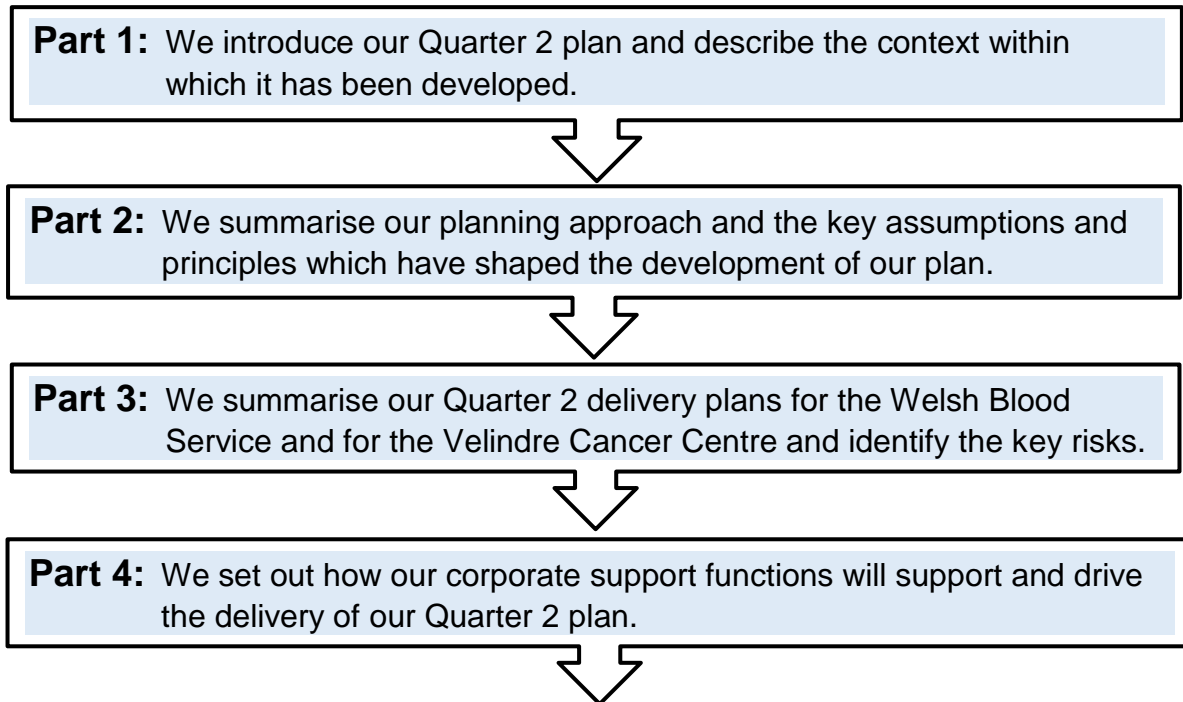 Part 1: We introduce our Quarter 2 plan and describe the context within
which it has been developed.
Part 2: We summarise our planning approach and the key assumptions and
principles which have shaped the development of our plan.
Part 3: We summarise our Quarter 2 delivery plans for the Welsh Blood
Service and for the Velindre Cancer Centre and identify the key risks.
Part 4: We set out how our corporate support functions will support and drive
the delivery of our Quarter 2 plan.